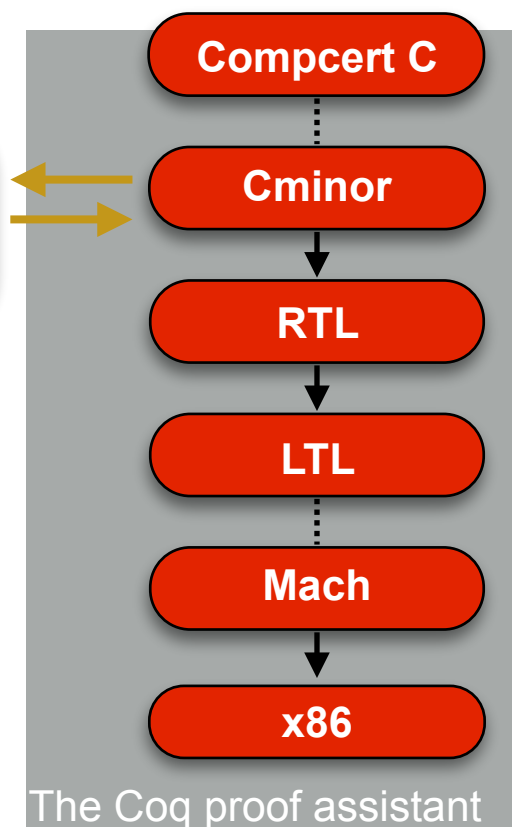 Compcert C
Cminor
RTL
LTL
Mach
x86
The Coq proof assistant